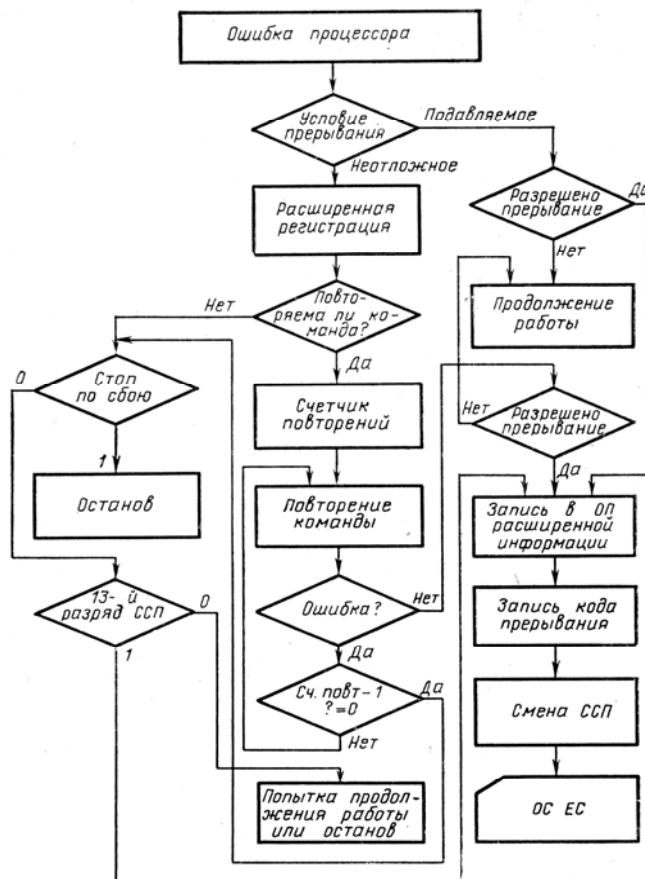 Ошибка процессора
Условие
прерывания
Подавляемое
Неотложное
Расширенная
регистрация
Разрешено
прерывание
Да
Нет
Продолжение
работы
Повто-
ряема ли ко-
манда?
Нет
Да
Стоп
по сбою
0
1
Останов
Счетчик
повторений
Разрешено
прерывание
Нет
Да
Повторение
команды
Запись в ОП
расширенной
информации
13-й
разряд ССП
0
1
Ошибка?
Нет
Да
Запись кода
прерывания
Сч. повт-1
?=0
Да
Нет
Смена ССП
Попытка продол-
жения работы
или останов
ОС ЕС